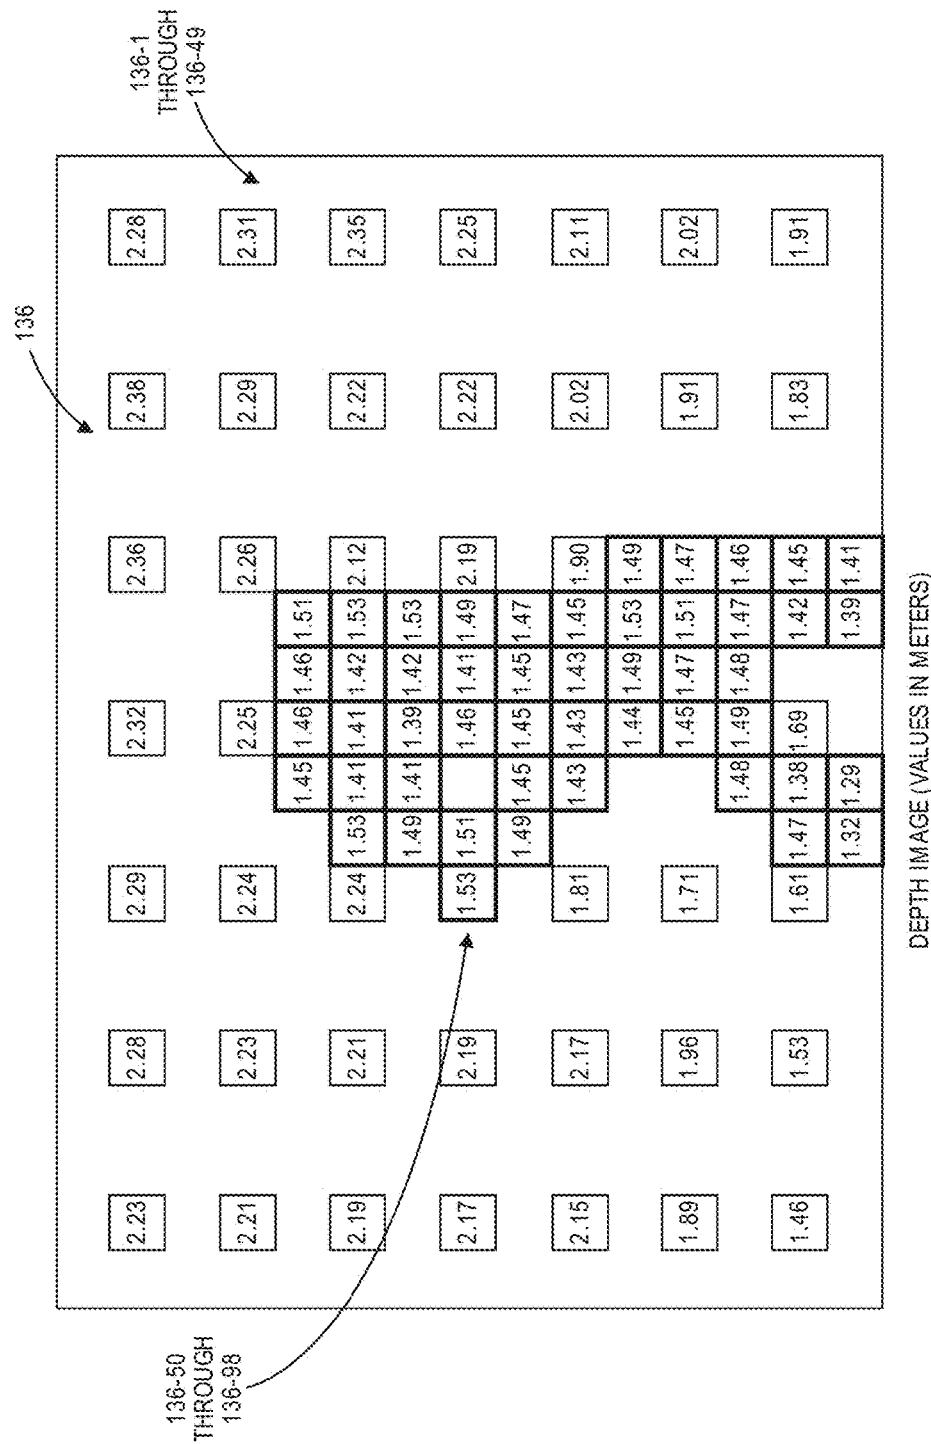 136
136-1
THROUGH
136-49
136-50
THROUGH
136-98
2.23 2.28 2.29 2.32 2.36 2.38 2.28
2.21 2.23 2.24 2.25 2.26 2.29 2.31
1.45 1.46 1.46 1.51
2.19 2.21 2.24 1.53 1.41 1.41 1.42 1.53 2.12 2.22 2.35
1.49 1.41 1.39 1.42 1.53
2.17 2.19 1.53 1.51 1.46 1.41 1.49 2.19 2.22 2.25
1.49 1.45 1.45 1.45 1.47
2.15 2.17 1.81 1.43 1.43 1.43 1.45 1.90 2.02 2.11
1.44 1.49 1.53 1.49
1.89 1.96 1.71 1.45 1.47 1.51 1.47 1.91 2.02
1.48 1.49 1.48 1.47 1.46
1.46 1.53 1.61 1.47 1.38 1.69 1.42 1.45 1.83 1.91
1.32 1.29 1.39 1.41
DEPTH IMAGE (VALUES IN METERS)